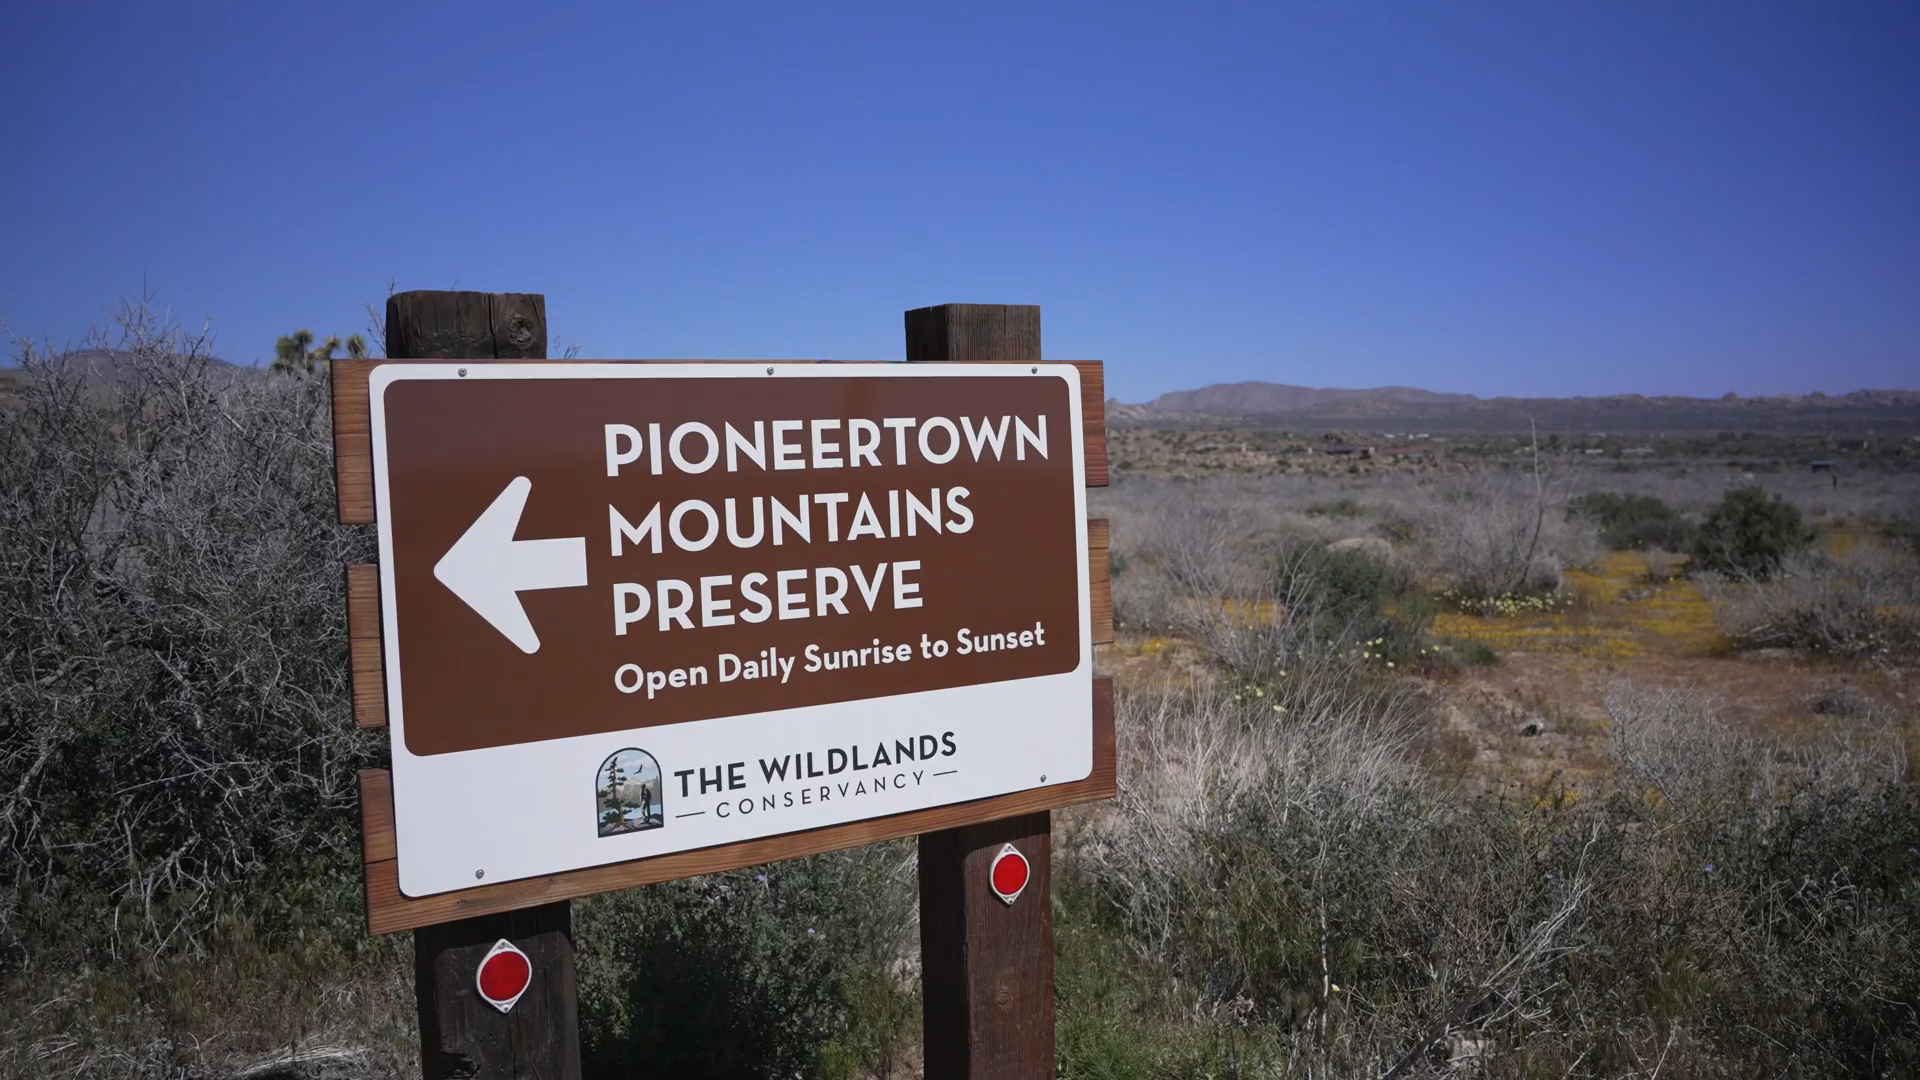 PIONEERTOWN
MOUNTAINS
PRESERVE
Open Daily Sunrise to Sunset
THE WILDLANDS
CONSERVANCY